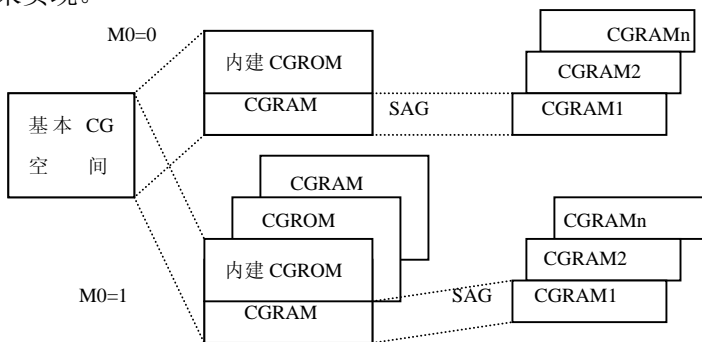 来实现。
M0=0
内建 CGROM
CGRAM
SAG
CGRAMn
CGRAM2
CGRAM1
基本 CG
空 间
CGRAM
CGROM
内建 CGROM
CGRAM
M0=1
SAG
CGRAMn
CGRAM2
CGRAM1